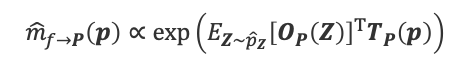 m̂_{f→P}(p) ∝ exp(E_{Z∼p̂_Z}[O_P(Z)]^T T_P(p))